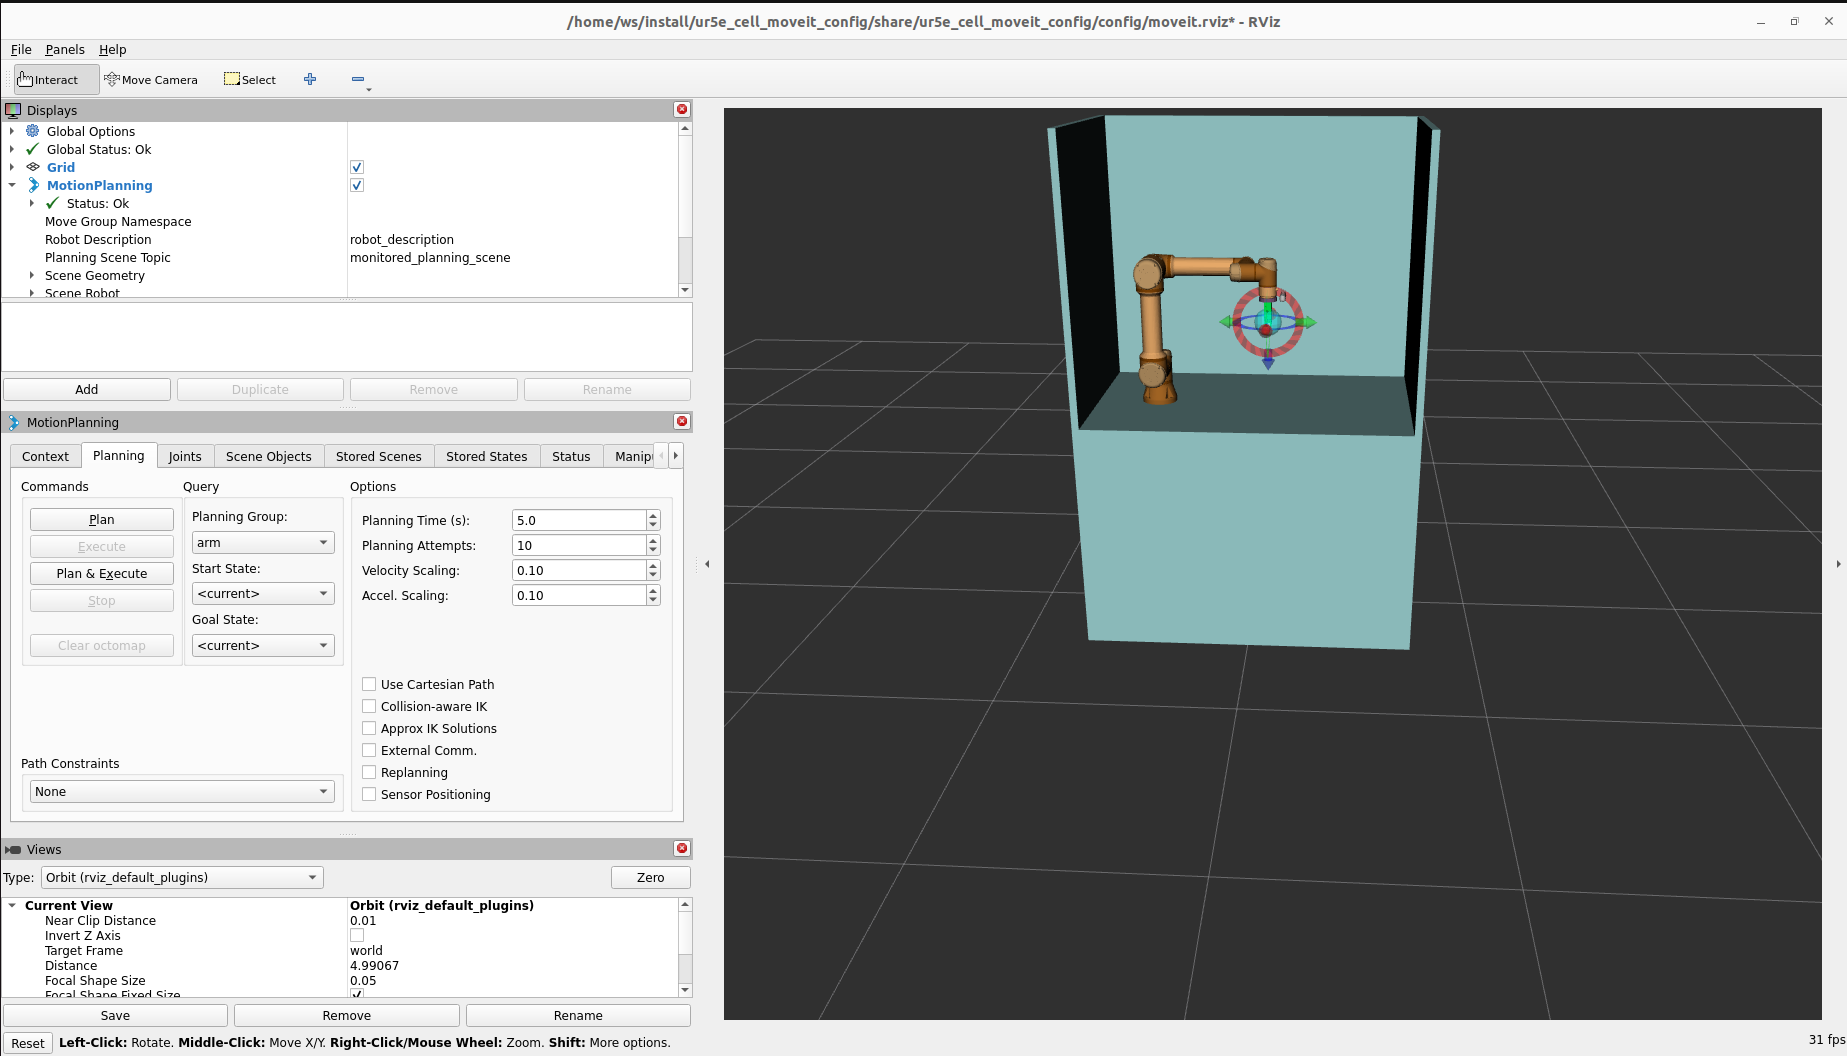 /home/ws/install/ur5e_cell_moveit_config/share/ur5e_cell_moveit_config/config/moveit.rviz* - RViz
File Panels Help
Interact Move Camera Select
Displays
Global Options
Global Status: Ok
Grid
MotionPlanning
Status: Ok
Move Group Namespace
Robot Description robot_description
Planning Scene Topic monitored_planning_scene
Scene Geometry
Scene Robot
Add Duplicate Remove Rename
MotionPlanning
Context Planning Joints Scene Objects Stored Scenes Stored States Status Manipu
Commands Query Options
Plan
Execute
Plan & Execute
Stop
Clear octomap
Planning Group:
arm
Start State:
<current>
Goal State:
<current>
Planning Time (s): 5.0
Planning Attempts: 10
Velocity Scaling: 0.10
Accel. Scaling: 0.10
Use Cartesian Path
Collision-aware IK
Approx IK Solutions
External Comm.
Replanning
Sensor Positioning
Path Constraints
None
Views
Type: Orbit (rviz_default_plugins) Zero
Current View Orbit (rviz_default_plugins)
Near Clip Distance 0.01
Invert Z Axis
Target Frame world
Distance 4.99067
Focal Shape Size 0.05
Focal Shape Fixed Size
Save Remove Rename
Reset Left-Click: Rotate. Middle-Click: Move X/Y. Right-Click/Mouse Wheel: Zoom. Shift: More options.
31 fps